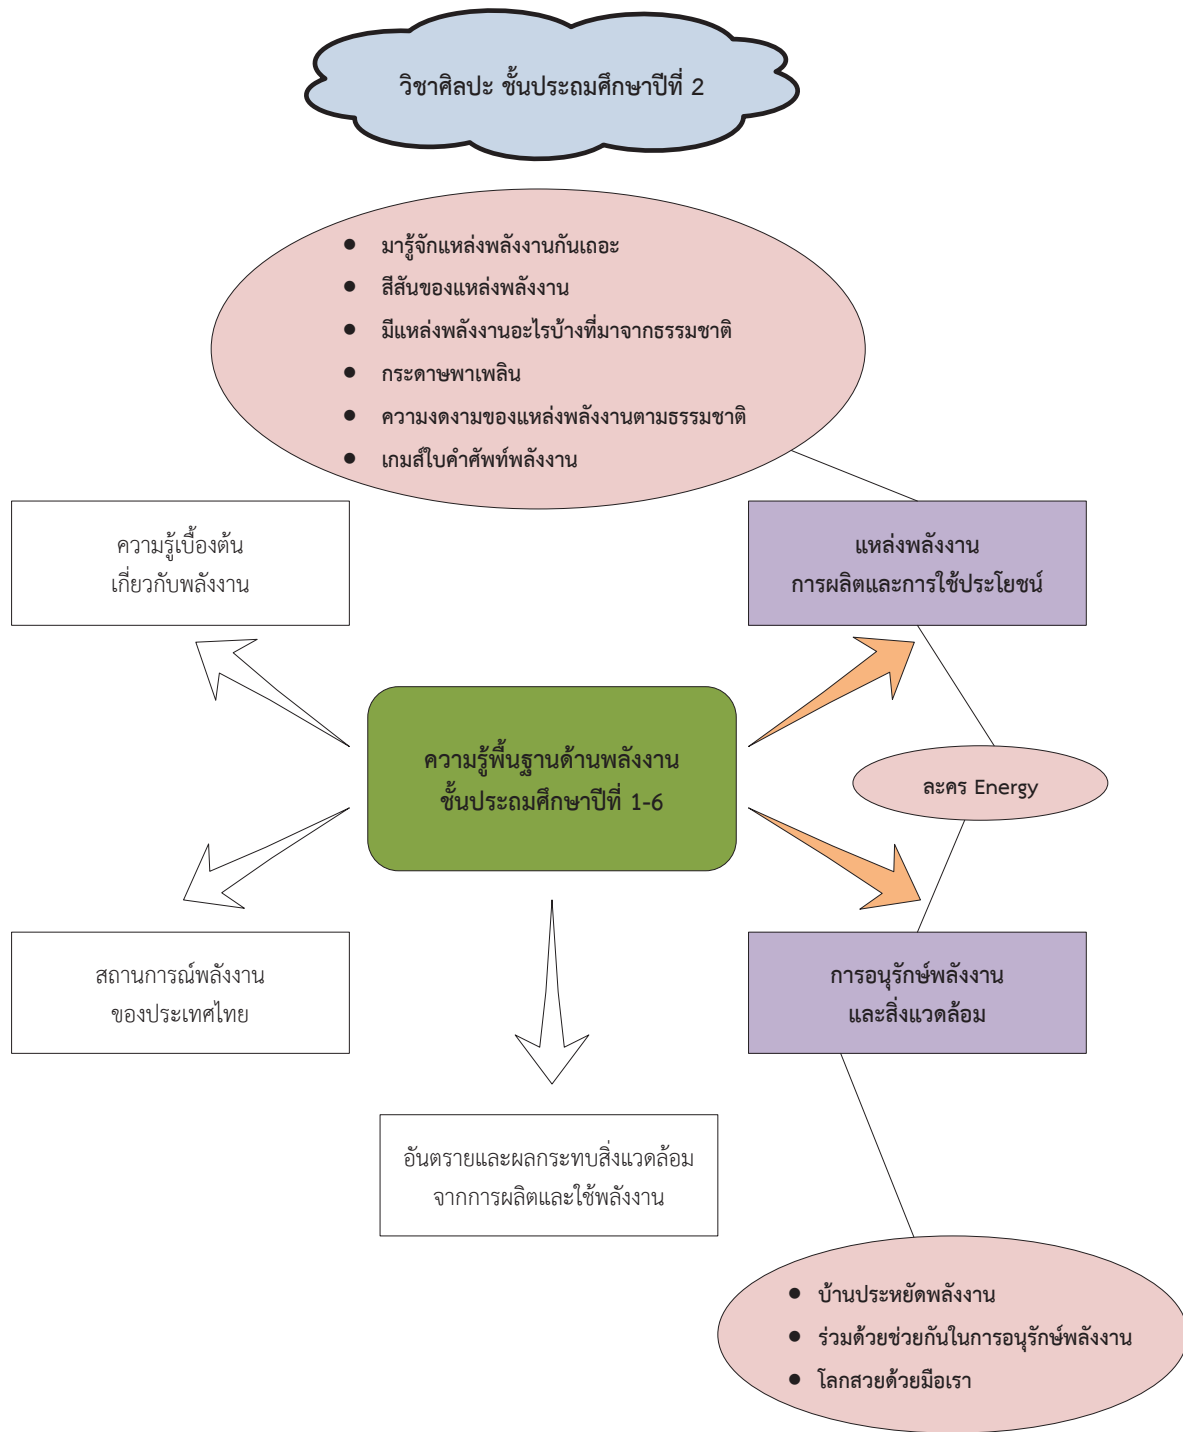 วิชาศิลปะ ชั้นประถมศึกษาปีที่ 2
● มารู้จักแหล่งพลังงานกันเถอะ
● สีสันของแหล่งพลังงาน
● มีแหล่งพลังงานอะไรบ้างที่มาจากธรรมชาติ
● กระดาษพาเพลิน
● ความงดงามของแหล่งพลังงานตามธรรมชาติ
● เกมส์ใบคำศัพท์พลังงาน
ความรู้เบื้องต้น
เกี่ยวกับพลังงาน
แหล่งพลังงาน
การผลิตและการใช้ประโยชน์
ความรู้พื้นฐานด้านพลังงาน
ชั้นประถมศึกษาปีที่ 1-6
ละคร Energy
สถานการณ์พลังงาน
ของประเทศไทย
การอนุรักษ์พลังงาน
และสิ่งแวดล้อม
อันตรายและผลกระทบสิ่งแวดล้อม
จากการผลิตและใช้พลังงาน
● บ้านประหยัดพลังงาน
● ร่วมด้วยช่วยกันในการอนุรักษ์พลังงาน
● โลกสวยด้วยมือเรา